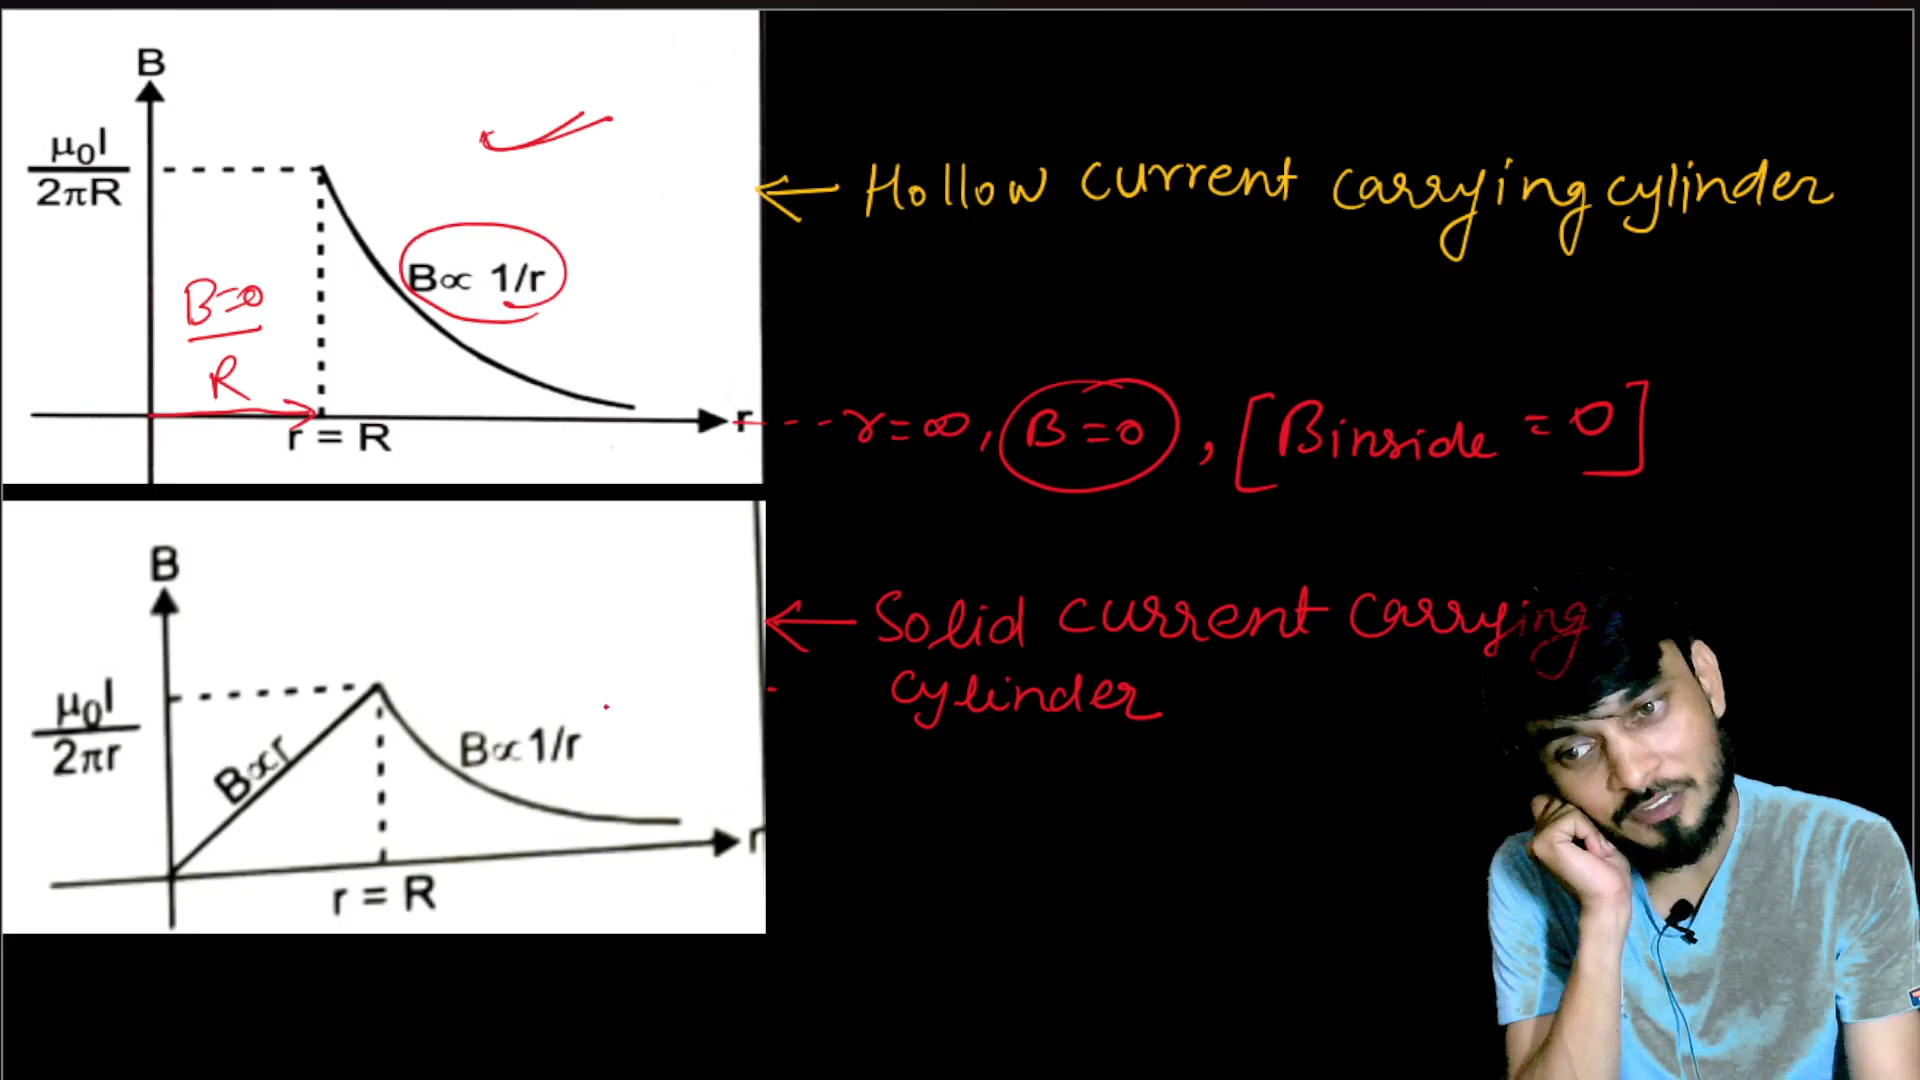 B
μ₀I
2πR
B∝ 1/r
B=0
R
r = R
r
← Hollow current carrying cylinder
---r=∞, B=0, [Binside = 0]
B
μ₀I
2πr
B∝r
B∝1/r
r = R
r
← Solid current carrying
cylinder